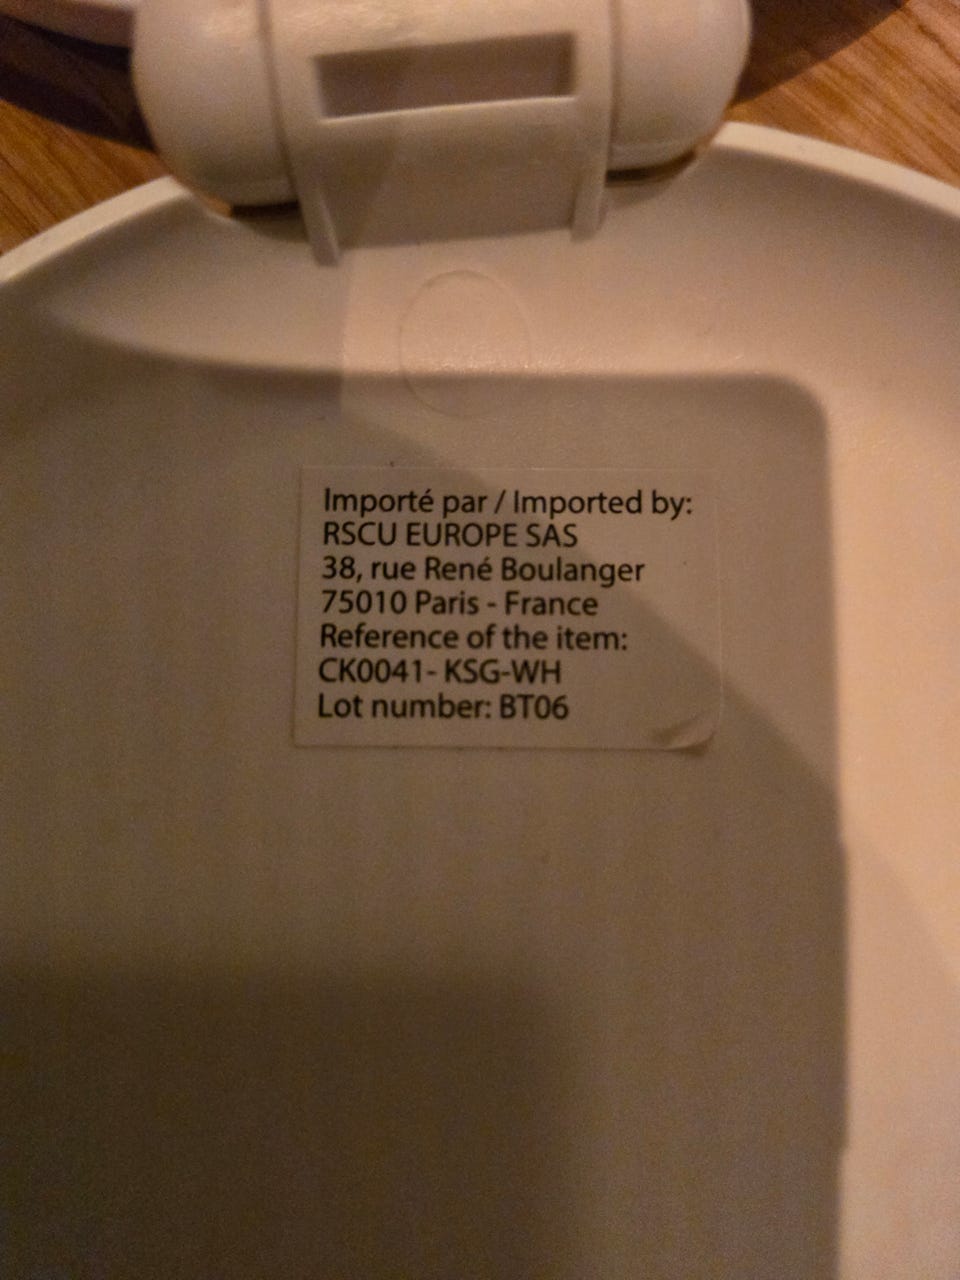 Importé par / Imported by:
RSCU EUROPE SAS
38, rue René Boulanger
75010 Paris - France
Reference of the item:
CK0041- KSG-WH
Lot number: BT06